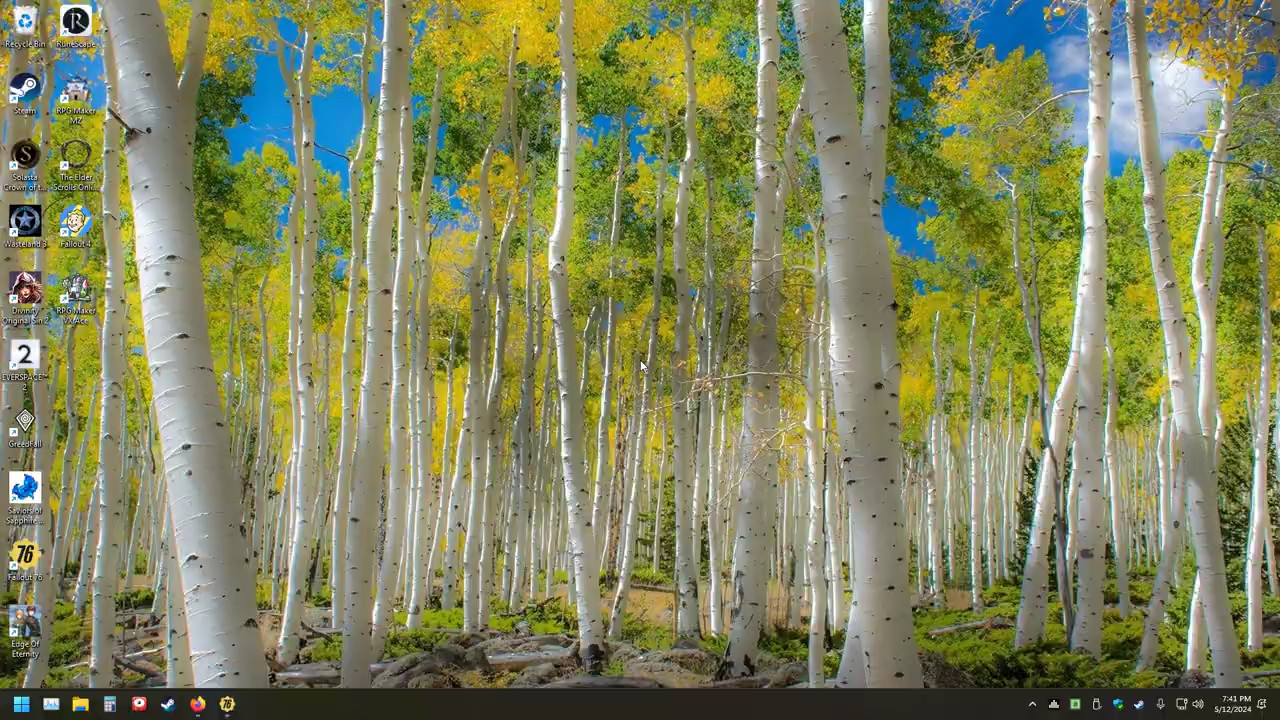 Recycle Bin
RuneScape
Steam
RPG Maker
MZ
Solasta
Crown of t...
The Elder
Scrolls Onli...
Wasteland 3
Fallout 4
Divinity
Original Sin 2
RPG Maker
VX Ace
2
EVERSPACE™
2
GreedFall
Saviors of
Sapphire...
76
Fallout 76
Edge Of
Eternity
76
7:41 PM
5/12/2024